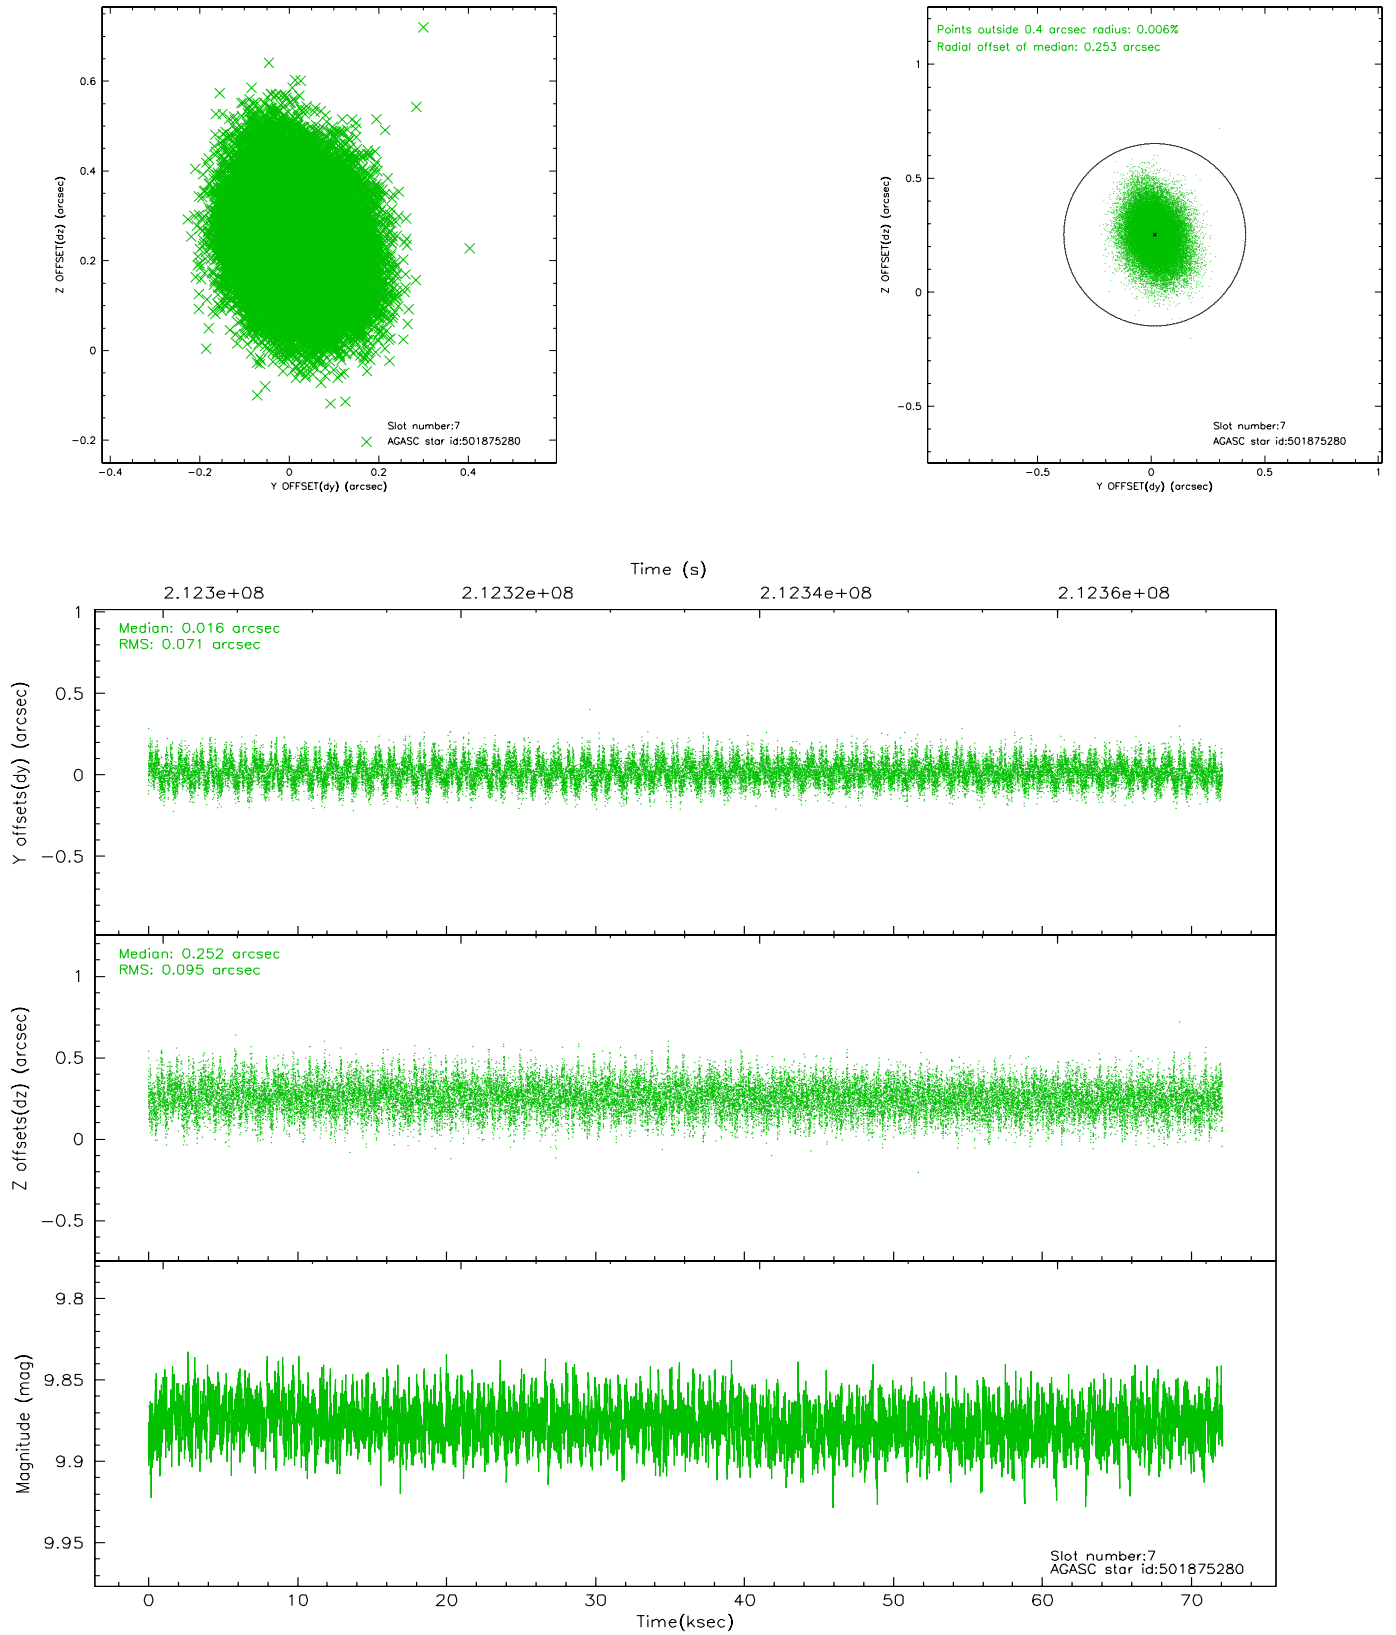 0.6
0.4
0.2
0
−0.2
Z OFFSET(dz) (arcsec)
Slot number:7
AGASC star id:501875280
−0.4
−0.2
0
0.2
0.4
Y OFFSET(dy) (arcsec)
Points outside 0.4 arcsec radius: 0.006%
Radial offset of median: 0.253 arcsec
1
0.5
0
−0.5
Z OFFSET(dz) (arcsec)
Slot number:7
AGASC star id:501875280
−0.5
0
0.5
1
Y OFFSET(dy) (arcsec)
Time (s)
2.123e+08
2.1232e+08
2.1234e+08
2.1236e+08
Median: 0.016 arcsec
RMS: 0.071 arcsec
1
0.5
0
−0.5
Y offsets(dy) (arcsec)
Median: 0.252 arcsec
RMS: 0.095 arcsec
1
0.5
0
−0.5
Z offsets(dz) (arcsec)
9.8
9.85
9.9
9.95
Magnitude (mag)
Slot number:7
AGASC star id:501875280
0
10
20
30
40
50
60
70
Time(ksec)